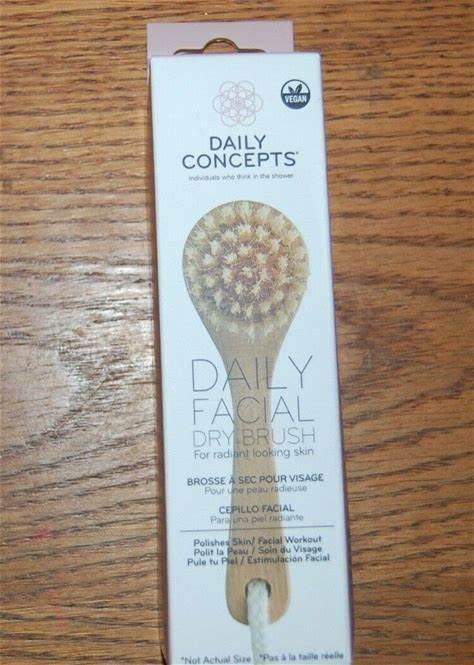 VEGAN
DAILY
CONCEPTS®
Individuals who think in the shower
DAILY
FACIAL
DRY BRUSH
For radiant looking skin
BROSSE À SEC POUR VISAGE
Pour une peau radieuse
CEPILLO FACIAL
Para una piel radiante
Polishes Skin/ Facial Workout
Polit la Peau / Soin du Visage
Pule tu Piel / Estimulación Facial
*Not Actual Size *Pas à la taille réelle